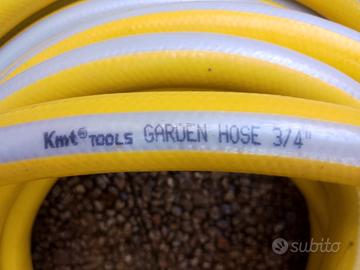 Kmt® TOOLS GARDEN HOSE 3/4"
subito